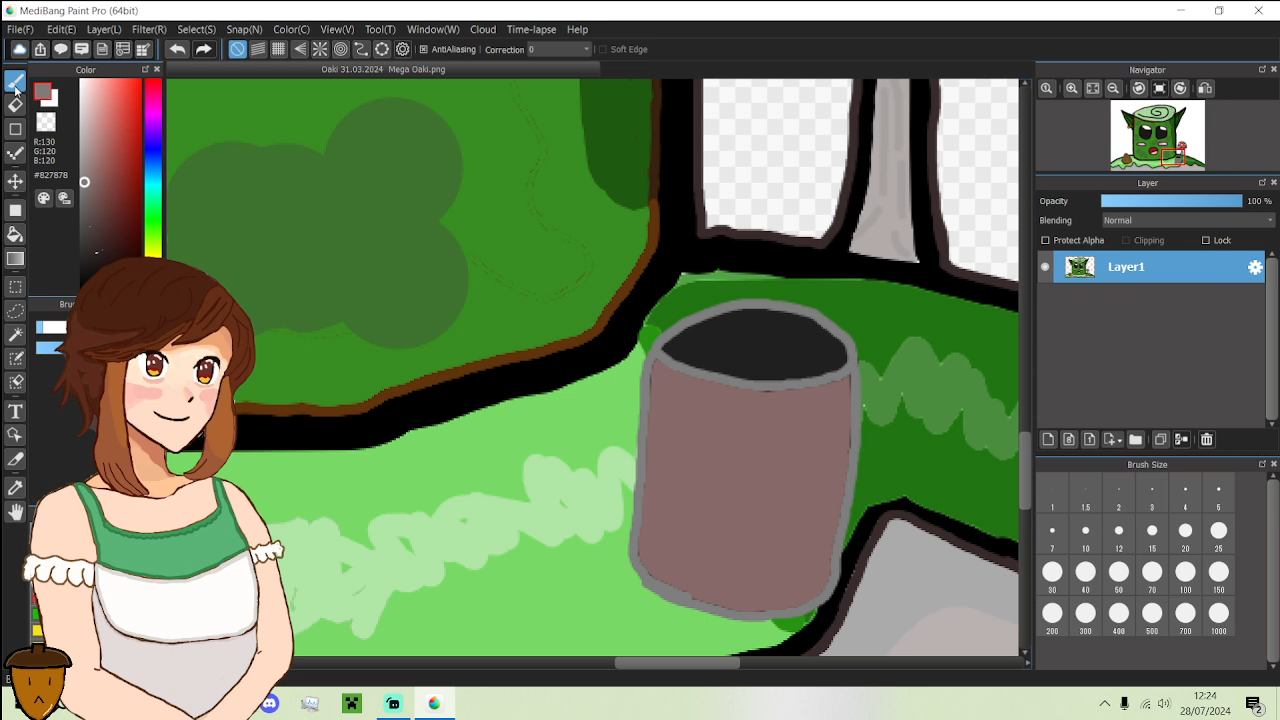 MediBang Paint Pro (64bit)
File(F) Edit(E) Layer(L) Filter(R) Select(S) Snap(N) Color(C) View(V) Tool(T) Window(W) Cloud Time-lapse Help
AntiAliasing Correction 0 Soft Edge
Color
Oaki 31.03.2024 Mega Oaki.png
Navigator
R:130
G:120
B:120
#827878
Layer
Opacity 100 %
Blending Normal
Protect Alpha Clipping Lock
Layer1
Brush Size
1 1.5 2 3 4 5
7 10 12 15 20 25
30 40 50 70 100 150
200 300 400 500 700 1000
T
12:24
28/07/2024
2